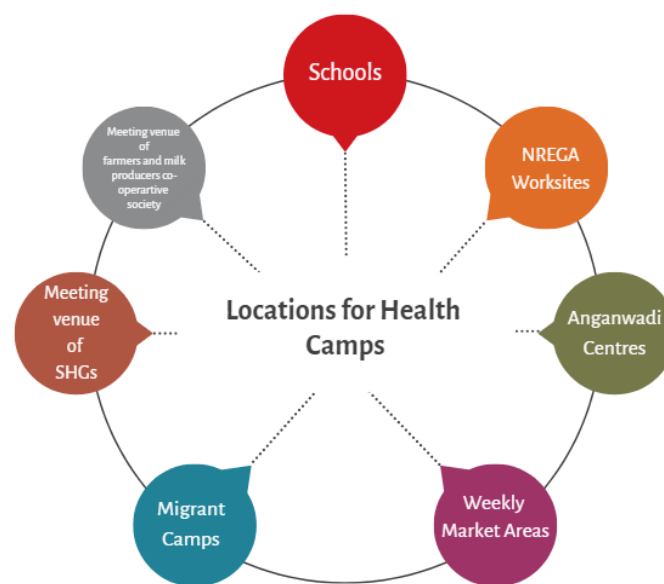 Schools
NREGA
Worksites
Anganwadi
Centres
Weekly
Market Areas
Migrant
Camps
Meeting
venue
of
SHGs
Meeting venue
of
farmers and milk
producers co-
operartive
society
Locations for Health
Camps